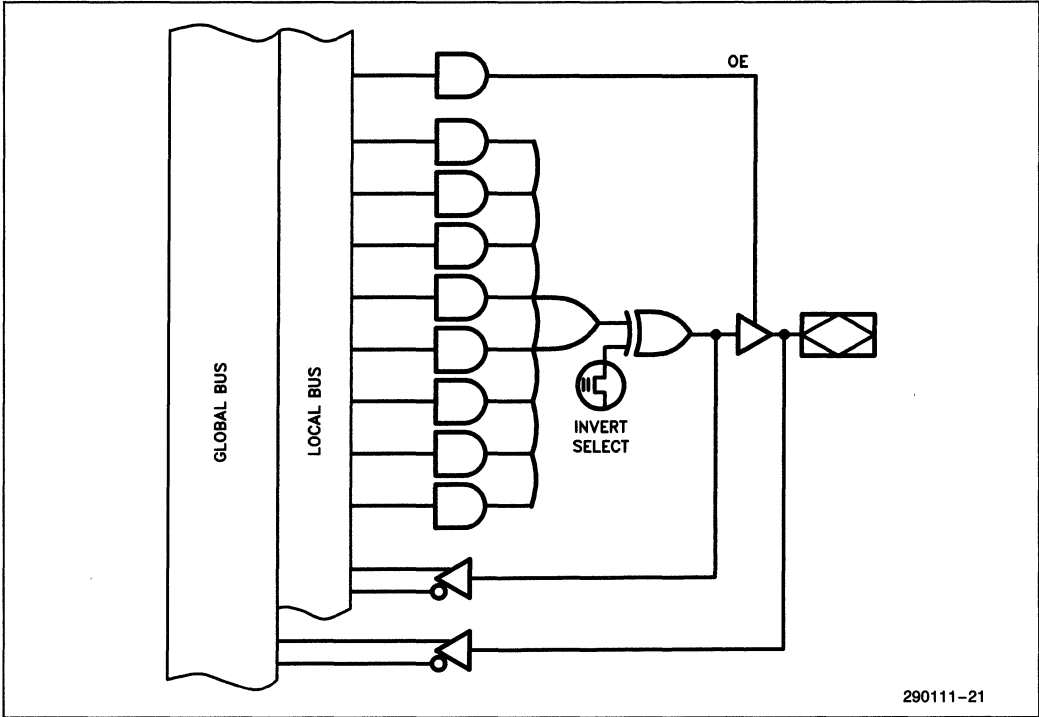 OE
GLOBAL BUS
LOCAL BUS
INVERT
SELECT
290111-21